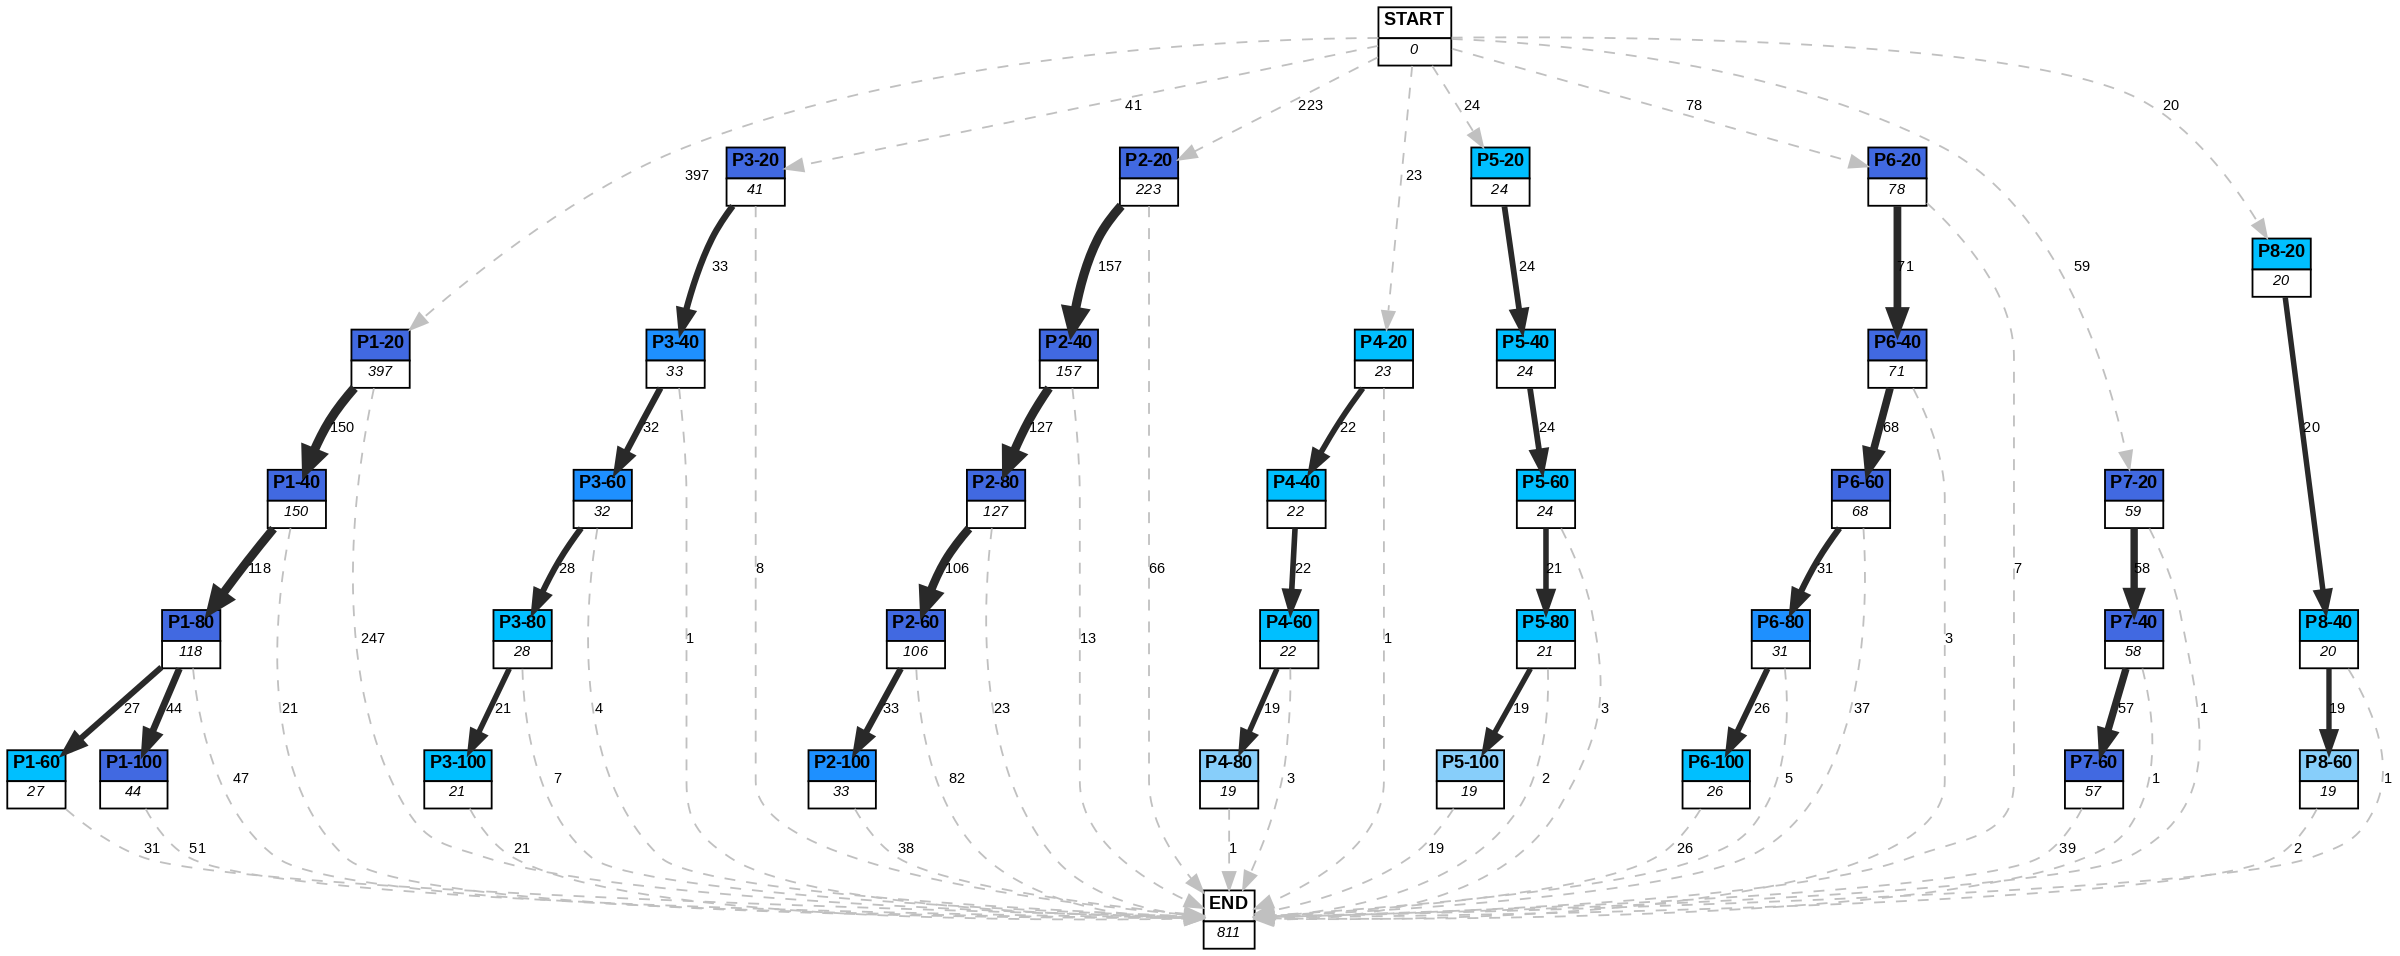 START
0
41
223
24
78
20
23
397
59
P3-20
41
P2-20
223
P5-20
24
P6-20
78
P8-20
20
33
157
24
71
P1-20
397
P3-40
33
P2-40
157
P4-20
23
P5-40
24
P6-40
71
150
32
127
22
24
68
20
P1-40
150
P3-60
32
P2-80
127
P4-40
22
P5-60
24
P6-60
68
P7-20
59
118
28
8
106
66
22
21
31
7
58
P1-80
118
247
P3-80
28
1
P2-60
106
13
P4-60
22
1
P5-80
21
P6-80
31
3
P7-40
58
P8-40
20
27
44
21
21
4
33
23
19
19
3
26
37
57
1
19
P1-60
27
P1-100
44
47
P3-100
21
7
P2-100
33
82
P4-80
19
3
P5-100
19
2
P6-100
26
5
P7-60
57
1
P8-60
19
1
31
51
21
38
1
19
26
39
2
END
811